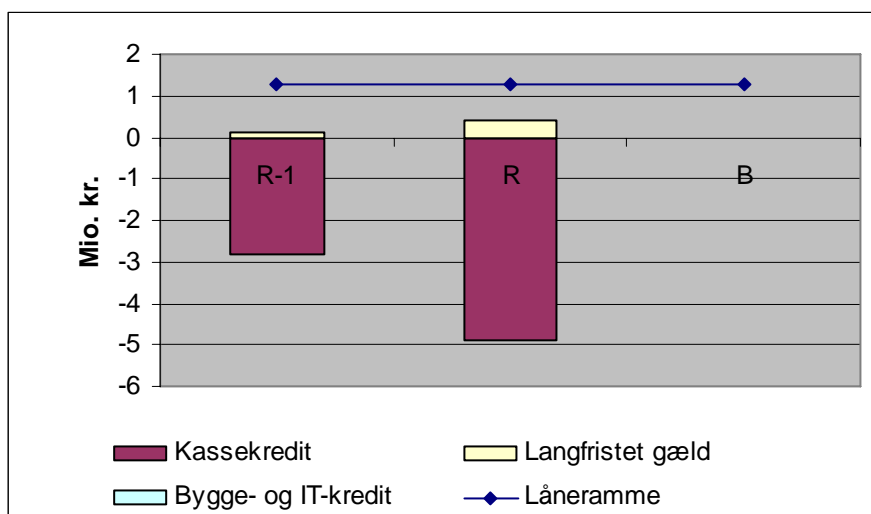 2
1
0
-1
-2
-3
-4
-5
-6
Mio. kr.
R-1 R B
Kassekredit Langfristet gæld
Bygge- og IT-kredit Låneramme